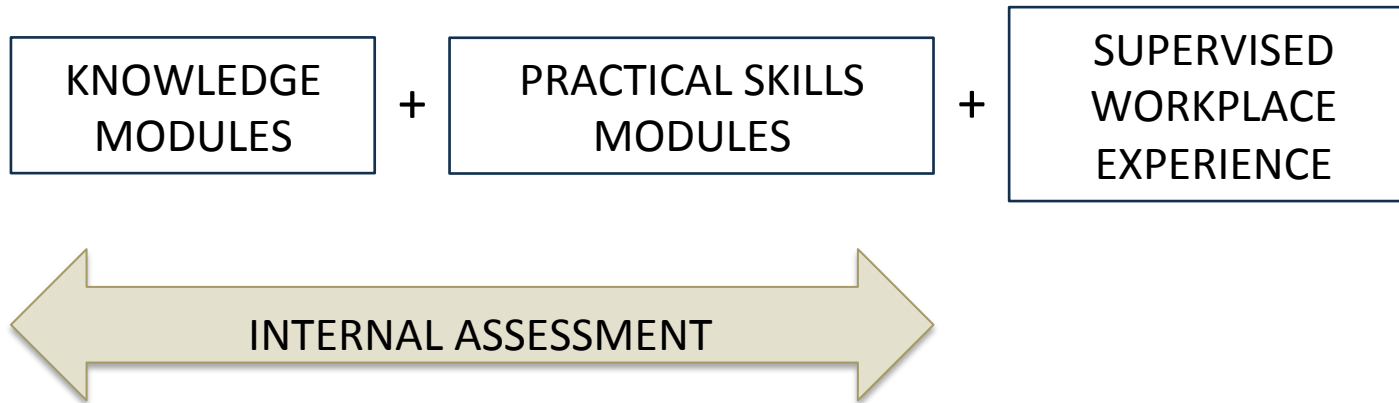 KNOWLEDGE
MODULES
+
PRACTICAL SKILLS
MODULES
+
SUPERVISED
WORKPLACE
EXPERIENCE
INTERNAL ASSESSMENT